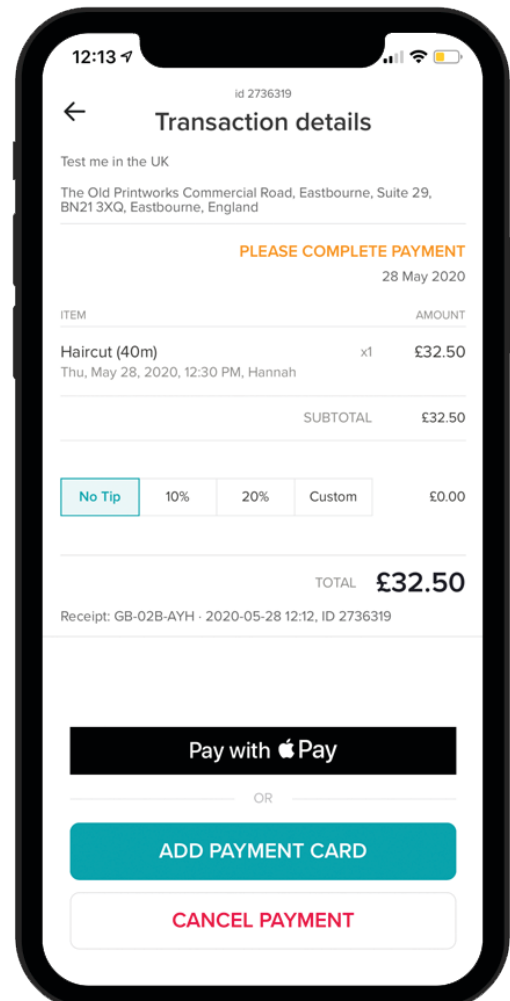 12:13
id 2736319
Transaction details
Test me in the UK
The Old Printworks Commercial Road, Eastbourne, Suite 29,
BN21 3XQ, Eastbourne, England
PLEASE COMPLETE PAYMENT
28 May 2020
ITEM AMOUNT
Haircut (40m) x1 £32.50
Thu, May 28, 2020, 12:30 PM, Hannah
SUBTOTAL £32.50
No Tip 10% 20% Custom £0.00
TOTAL £32.50
Receipt: GB-02B-AYH · 2020-05-28 12:12, ID 2736319
Pay with Pay
OR
ADD PAYMENT CARD
CANCEL PAYMENT